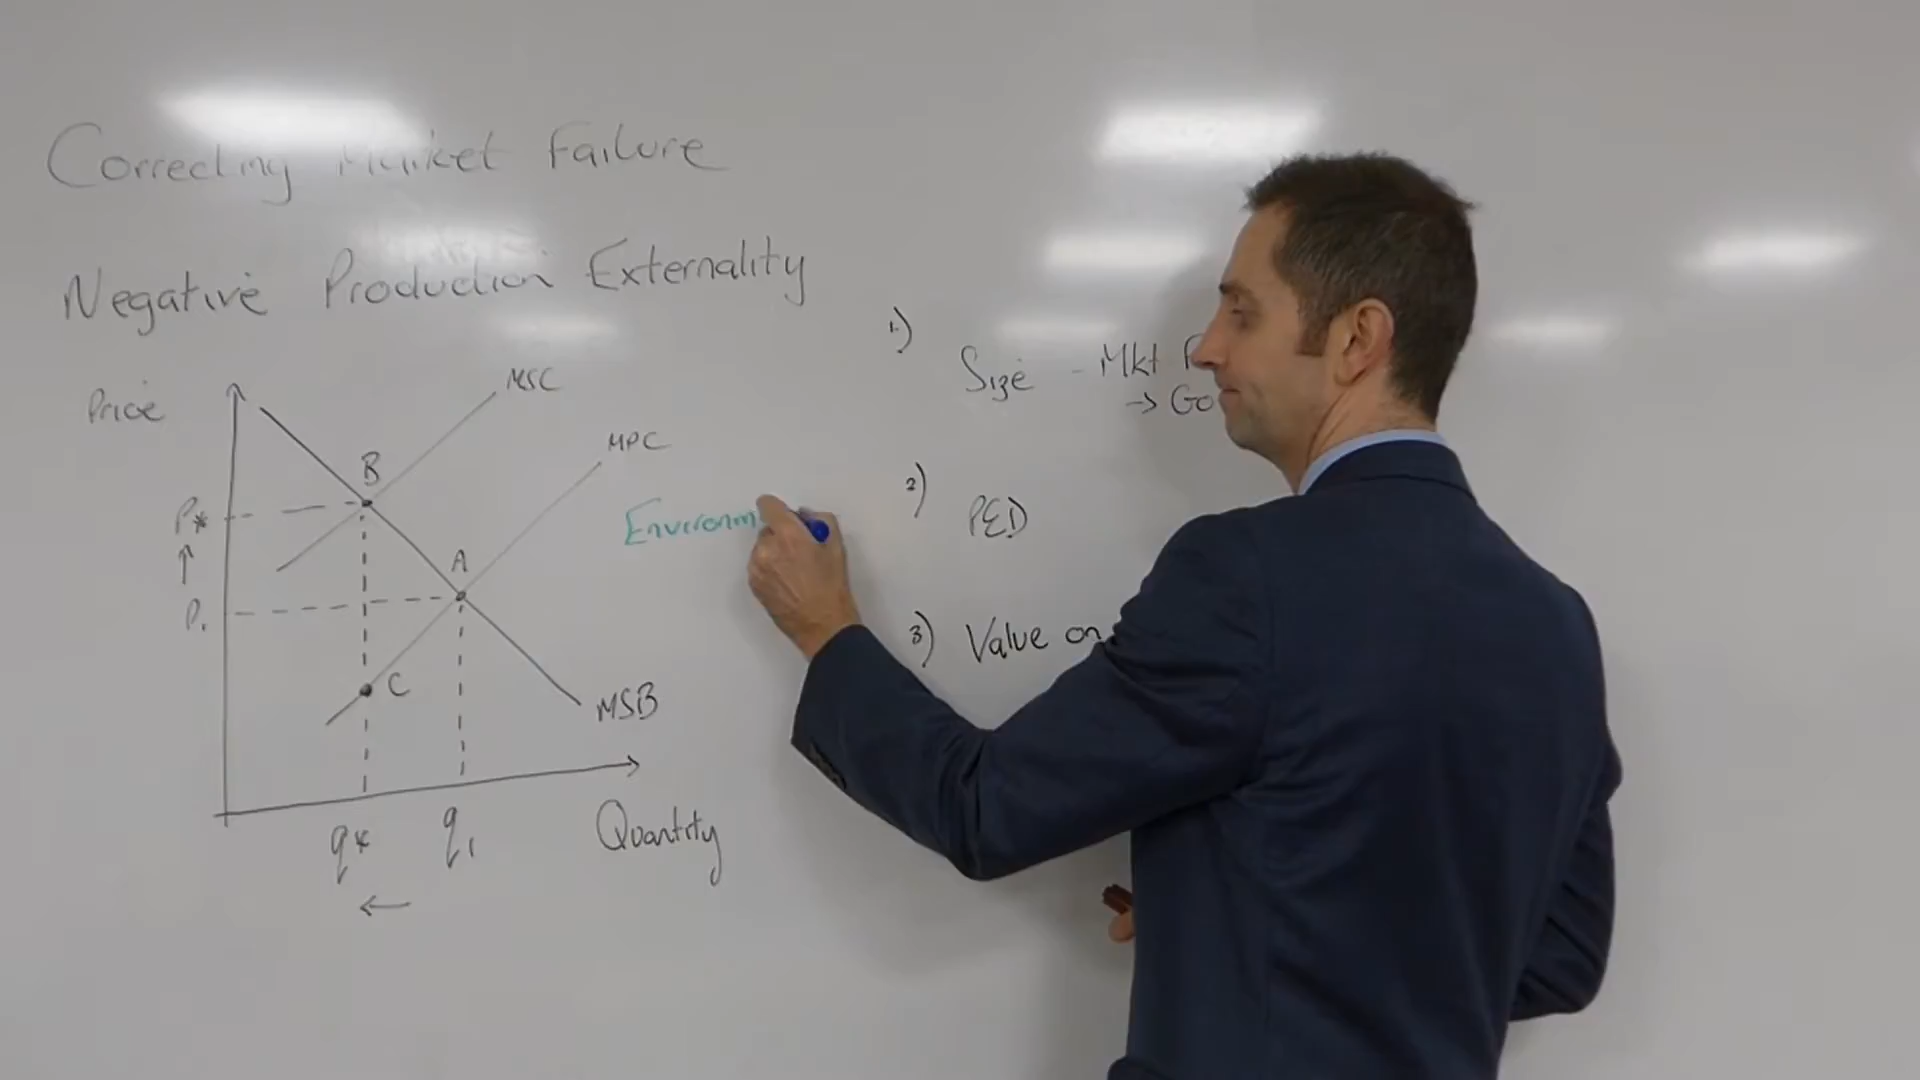 Correcting Market Failure
Negative Production Externality
Price
MSC
MPC
B
P*
↑
A
P1
C
MSB
q*
q1
Quantity
←
Environm
1)
Size - Mkt
→
2)
PED
3) Value on